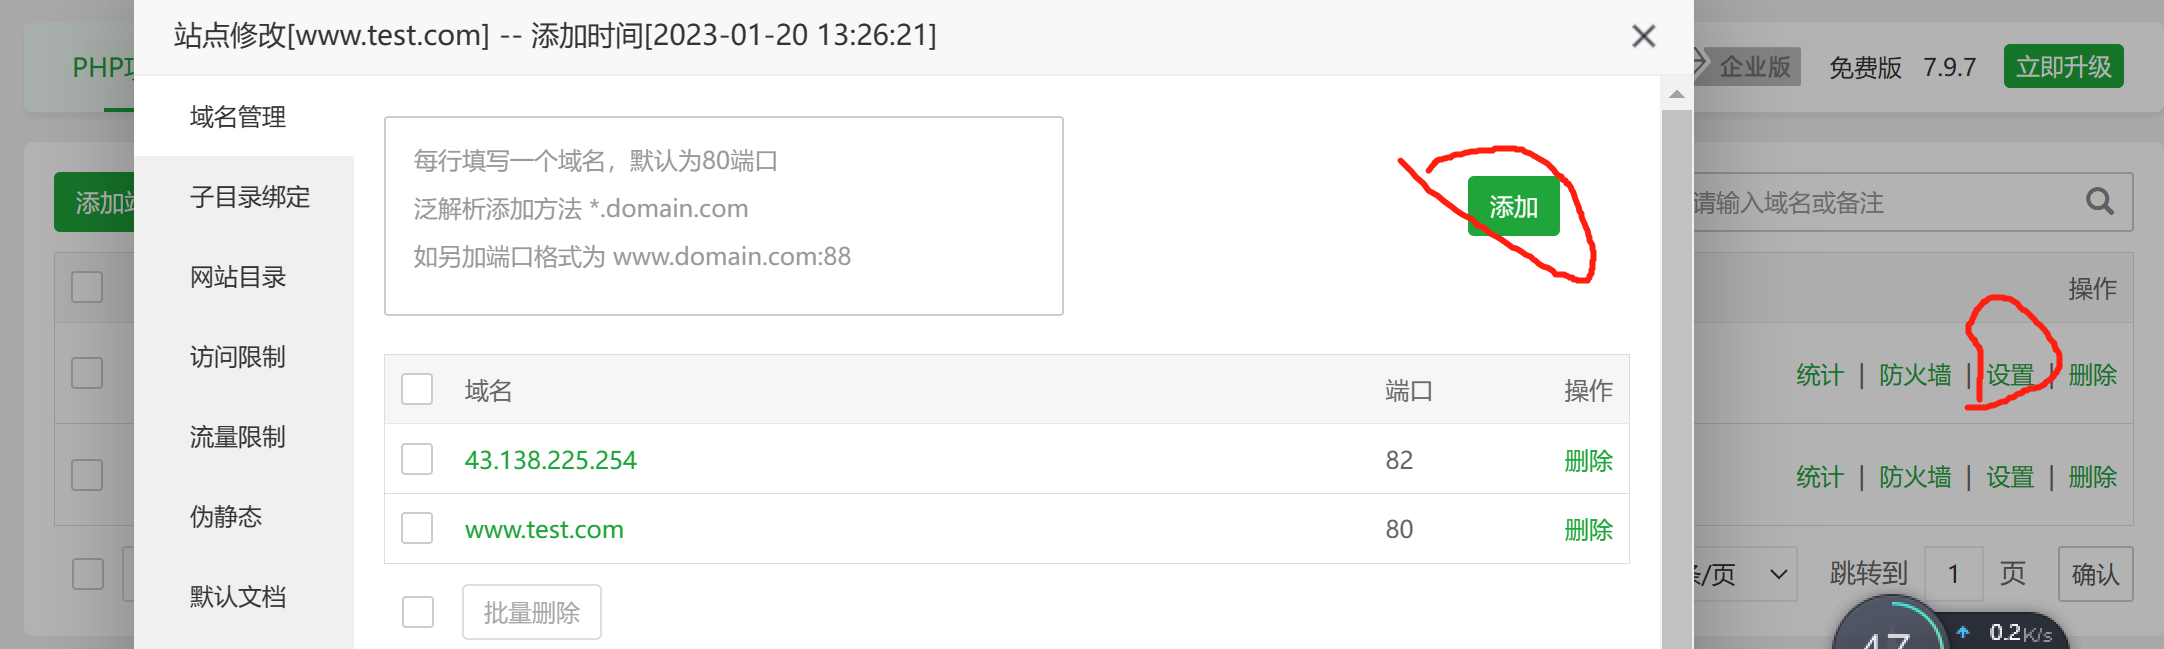 站点修改[www.test.com] -- 添加时间[2023-01-20 13:26:21]
PHP项
企业版 免费版 7.9.7 立即升级
域名管理
子目录绑定
网站目录
访问限制
流量限制
伪静态
默认文档
添加站
每行填写一个域名，默认为80端口
泛解析添加方法 *.domain.com
如另加端口格式为 www.domain.com:88
添加
域名 端口 操作
43.138.225.254 82 删除
www.test.com 80 删除
批量删除
请输入域名或备注
操作
统计 | 防火墙 | 设置 | 删除
统计 | 防火墙 | 设置 | 删除
条/页 跳转到 1 页 确认
47 0.2K/s